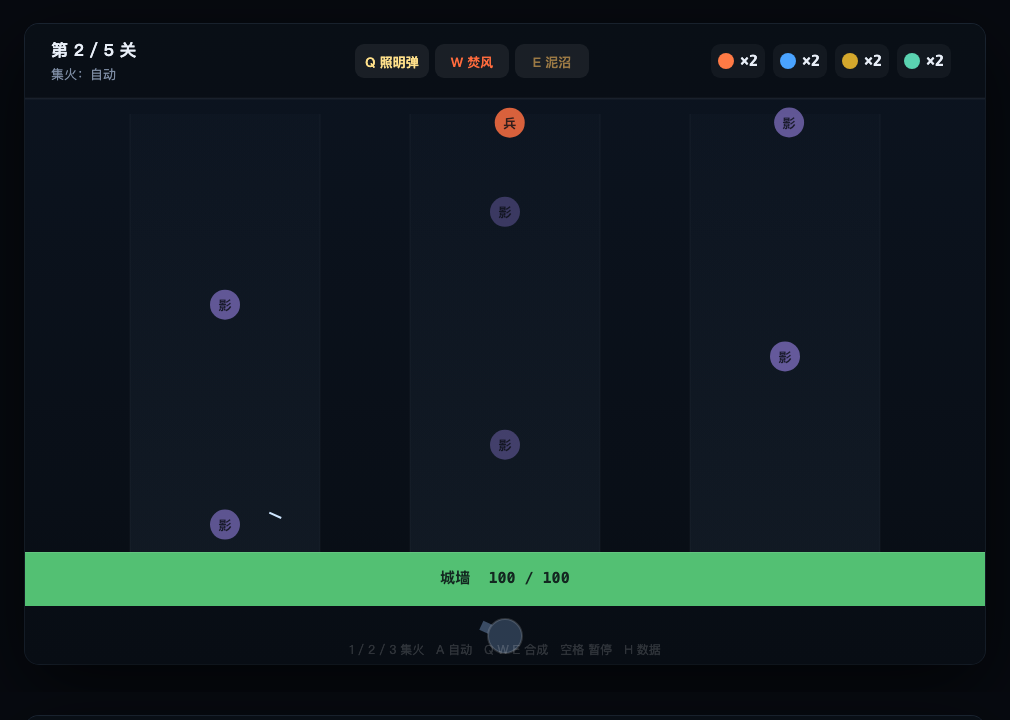 第 2 / 5 关
集火：自动
Q 照明弹 W 焚风 E 泥沼
×2 ×2 ×2 ×2
兵
影
影
影
影
影
影
城墙 100 / 100
1 / 2 / 3 集火 A 自动 Q W E 合成 空格 暂停 H 数据